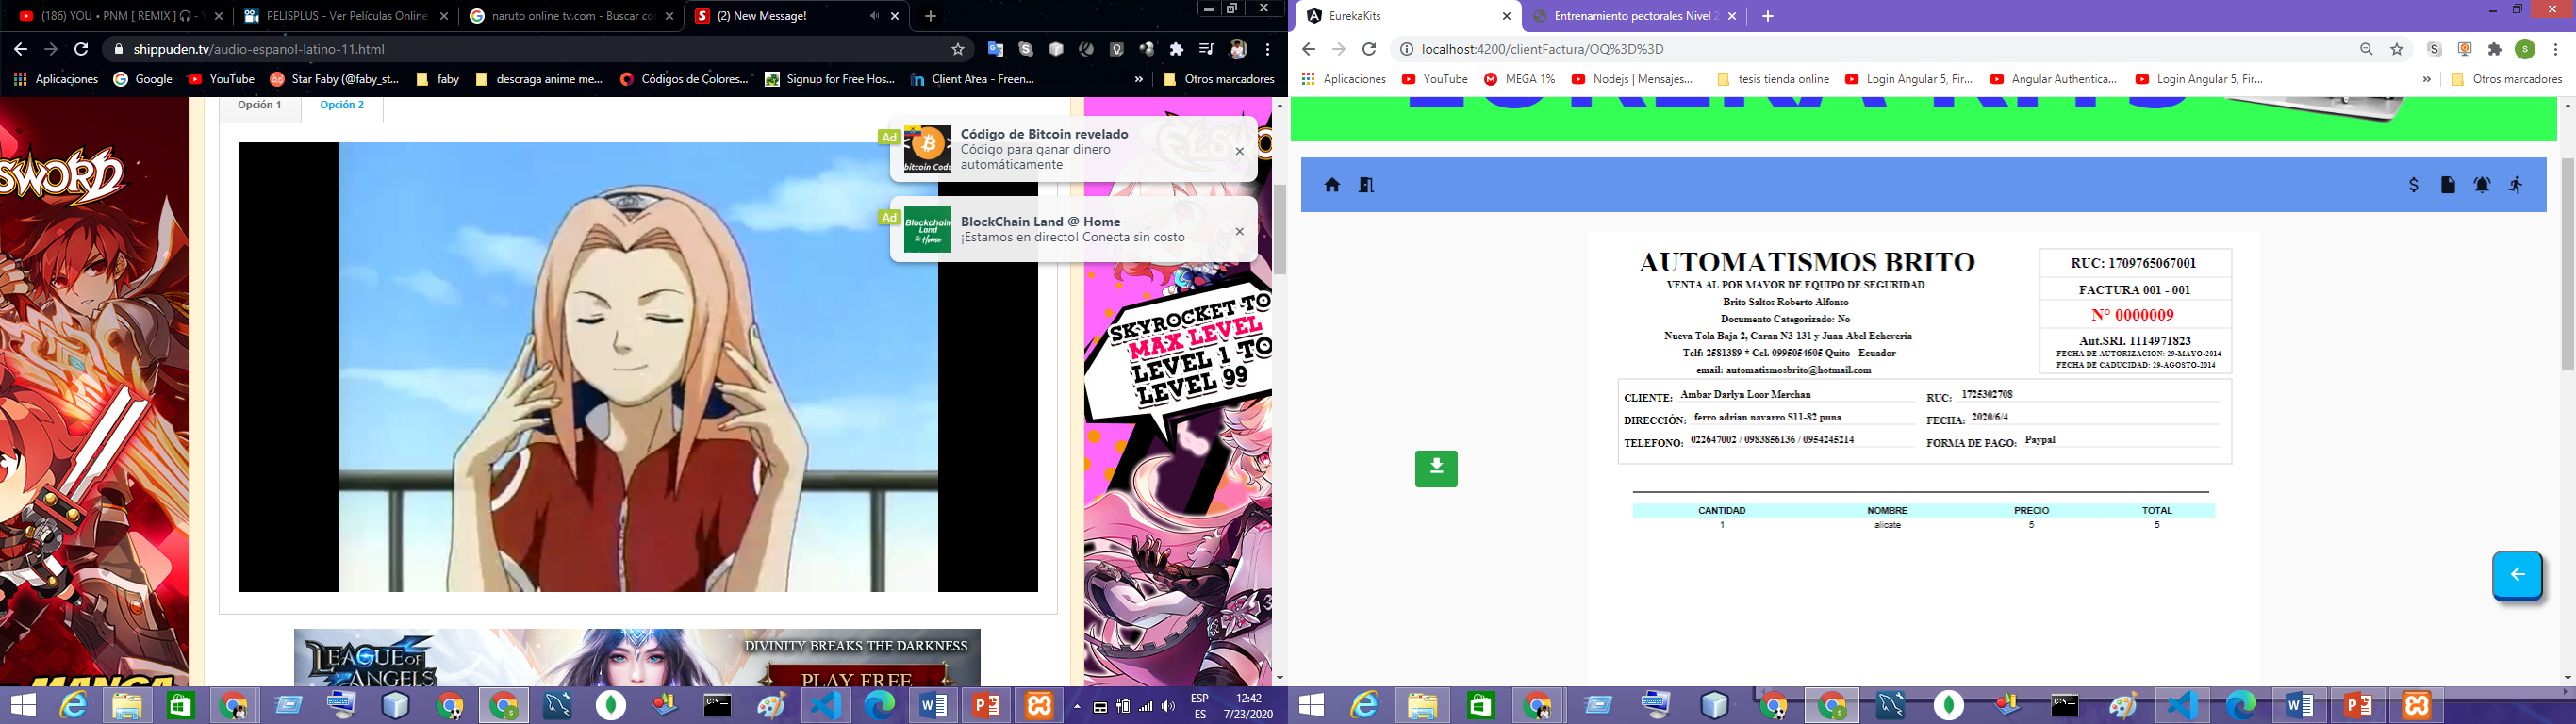 (186) YOU • PNM [ REMIX ]
PELISPLUS - Ver Películas Online
naruto online tv.com - Buscar con
(2) New Message!
shippuden.tv/audio-espanol-latino-11.html
Aplicaciones
Google
YouTube
Star Faby (@faby_st...
faby
descraga anime me...
Códigos de Colores...
Signup for Free Hos...
Client Area - Freen...
»
Otros marcadores
Opción 1
Opción 2
Ad
Código de Bitcoin revelado
Código para ganar dinero
automáticamente
bitcoin Code
Ad
BlockChain Land @ Home
¡Estamos en directo! Conecta sin costo
Blockchain
Land
@ Home
SWORD
SKYROCKET TO
MAX LEVEL
LEVEL 1 TO
LEVEL 99
MANGA
LEAGUE OF
ANGELS
DIVINITY BREAKS THE DARKNESS
PLAY FREE
ESP
ES
12:42
7/23/2020
EurekaKits
Entrenamiento pectorales Nivel 2
localhost:4200/clientFactura/OQ%3D%3D
Aplicaciones
YouTube
MEGA 1%
Nodejs | Mensajes...
tesis tienda online
Login Angular 5, Fir...
Angular Authentica...
Login Angular 5, Fir...
»
Otros marcadores
AUTOMATISMOS BRITO
VENTA AL POR MAYOR DE EQUIPO DE SEGURIDAD
Brito Saltos Roberto Alfonso
Documento Categorizado: No
Nueva Tola Baja 2, Caran N3-131 y Juan Abel Echeveria
Telf: 2581389 * Cel. 0995054605 Quito - Ecuador
email: automatismosbrito@hotmail.com
RUC: 1709765067001
FACTURA 001 - 001
N° 0000009
Aut.SRI. 1114971823
FECHA DE AUTORIZACION: 29-MAYO-2014
FECHA DE CADUCIDAD: 29-AGOSTO-2014
CLIENTE: Ambar Darlyn Loor Merchan
RUC: 1725302708
DIRECCIÓN: ferro adrian navarro S11-82 puna
FECHA: 2020/6/4
TELEFONO: 022647002 / 0983856136 / 0954245214
FORMA DE PAGO: Paypal
CANTIDAD NOMBRE PRECIO TOTAL
1 alicate 5 5